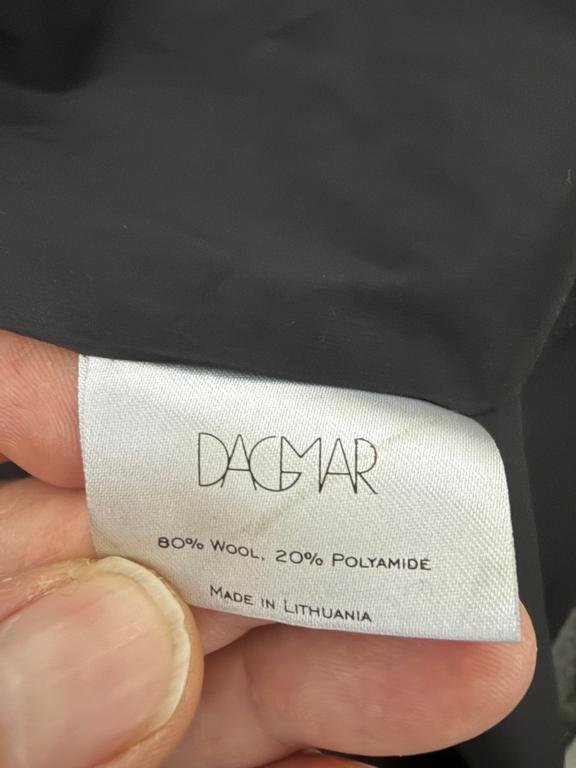 DAGMAR
80% WOOL, 20% POLYAMIDE
MADE IN LITHUANIA